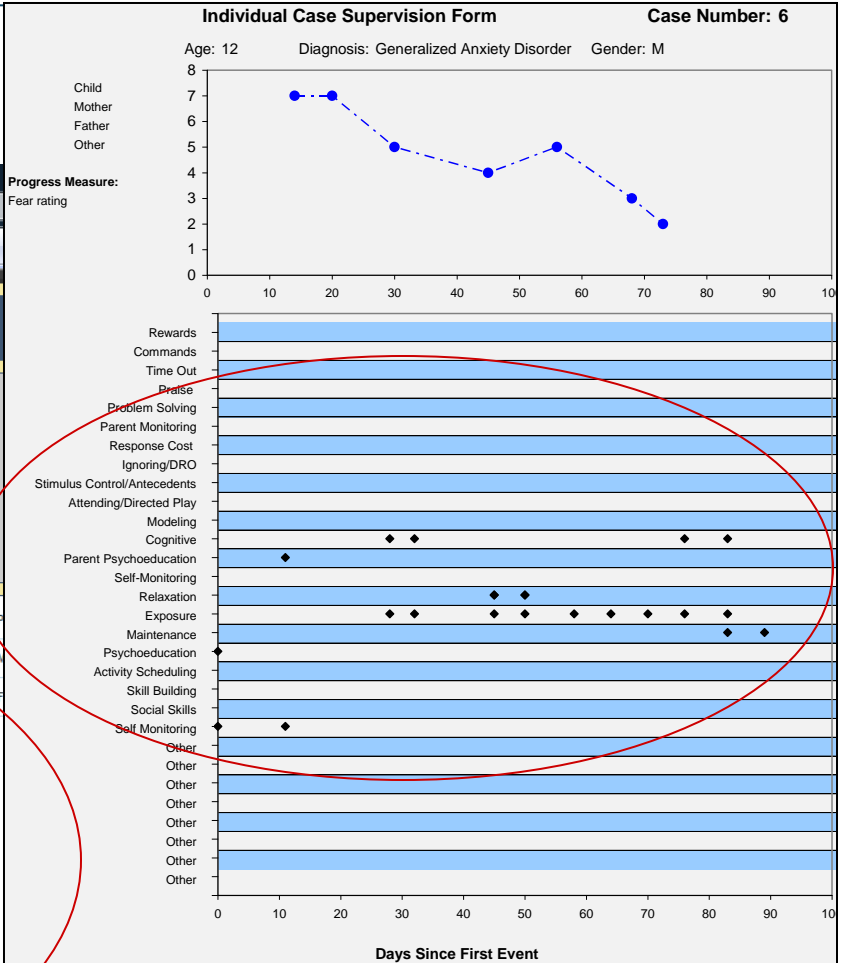 Individual Case Supervision Form Case Number: 6
Age: 12 Diagnosis: Generalized Anxiety Disorder Gender: M
8
7
6
5
4
3
2
1
0
Child
Mother
Father
Other
Progress Measure:
Fear rating
0 10 20 30 40 50 60 70 80 90 10
Rewards
Commands
Time Out
Praise
Problem Solving
Parent Monitoring
Response Cost
Ignoring/DRO
Stimulus Control/Antecedents
Attending/Directed Play
Modeling
Cognitive
Parent Psychoeducation
Self-Monitoring
Relaxation
Exposure
Maintenance
Psychoeducation
Activity Scheduling
Skill Building
Social Skills
Self Monitoring
Other
Other
Other
Other
Other
Other
Other
Other
0 10 20 30 40 50 60 70 80 90 10
Days Since First Event